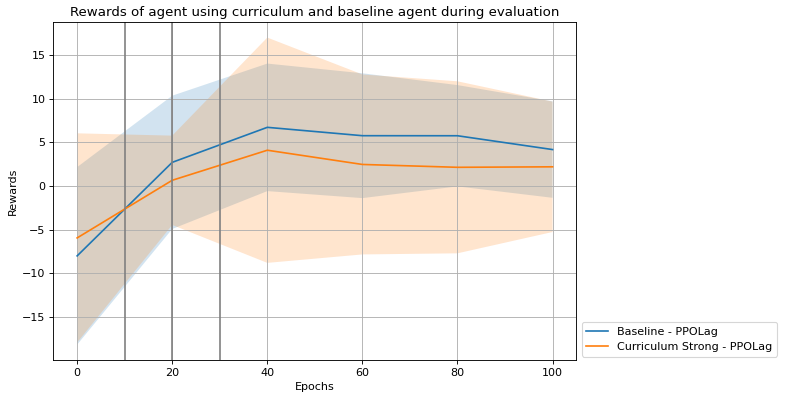 Rewards of agent using curriculum and baseline agent during evaluation
15
10
5
0
−5
−10
−15
Rewards
0 20 40 60 80 100
Epochs
Baseline - PPOLag
Curriculum Strong - PPOLag